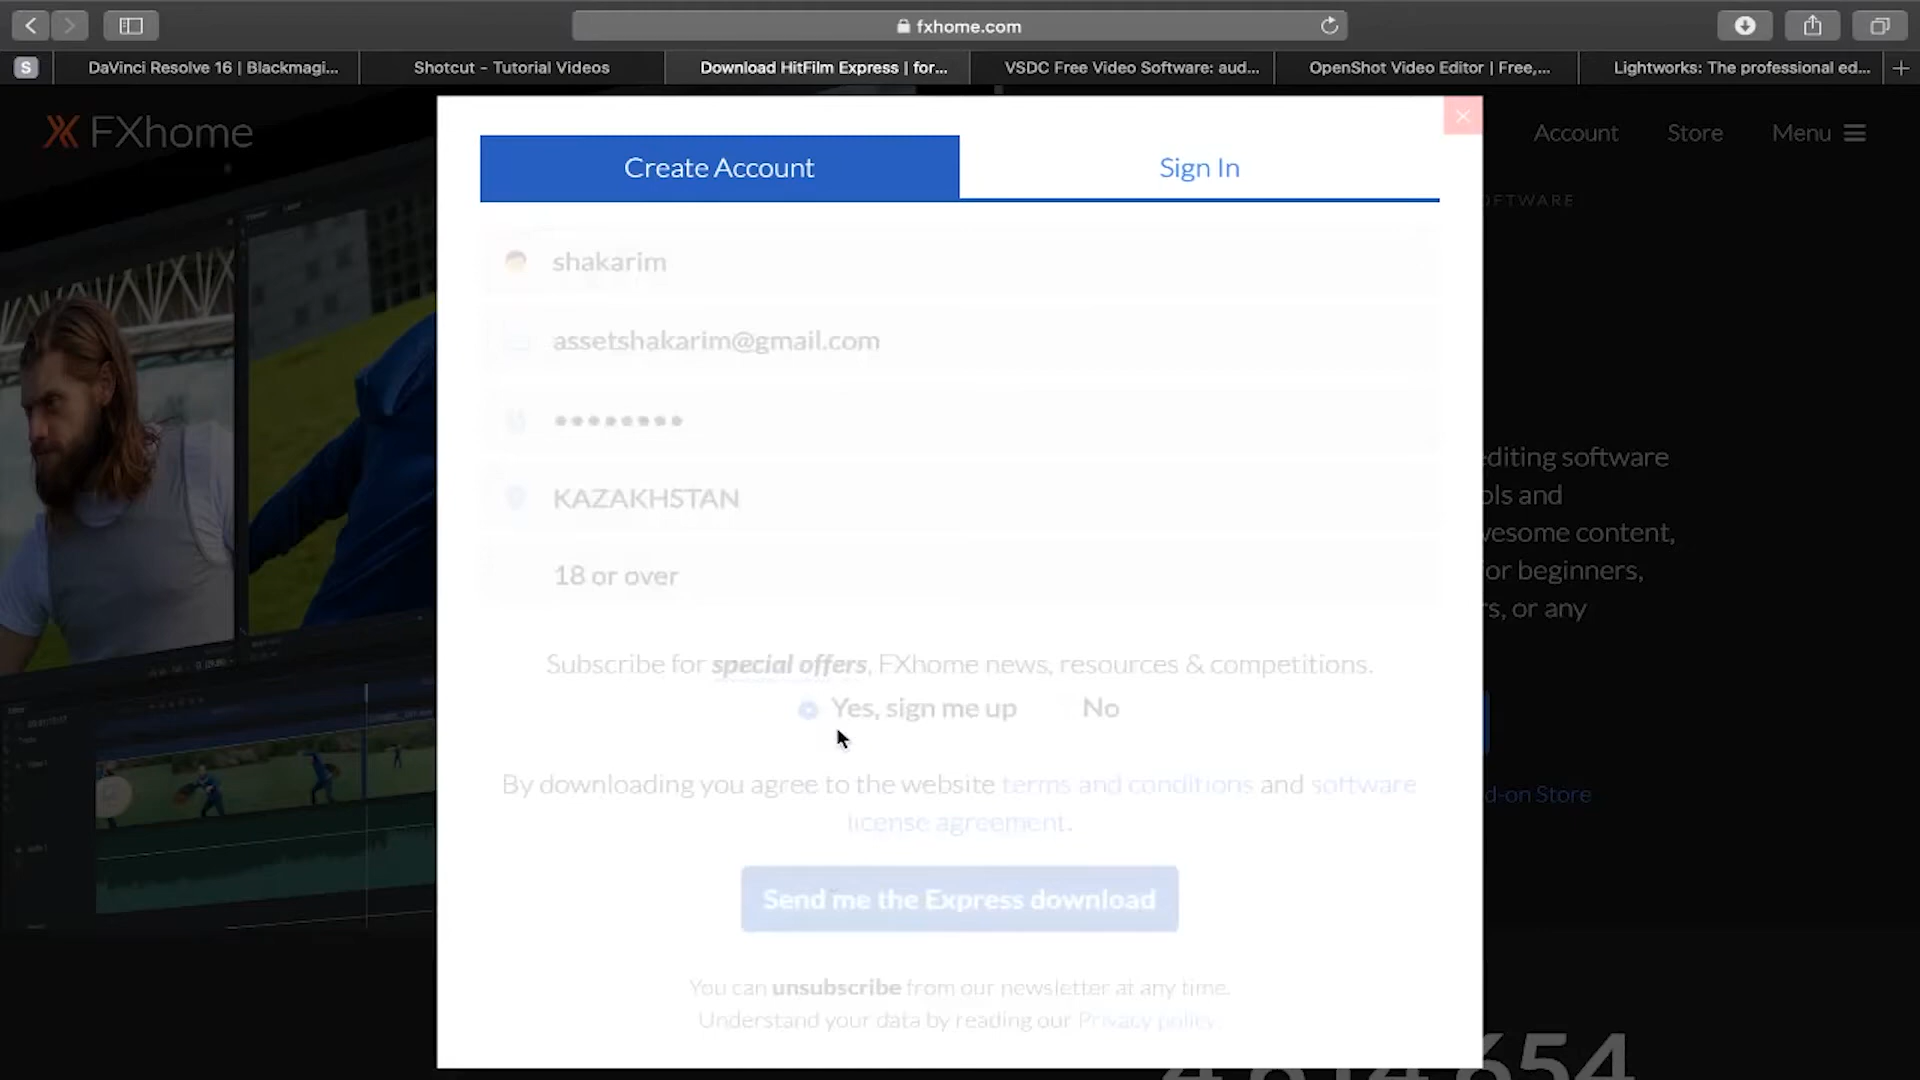 fxhome.com
S
DaVinci Resolve 16 | Blackmagi...
Shotcut – Tutorial Videos
Download HitFilm Express | for...
VSDC Free Video Software: aud...
OpenShot Video Editor | Free,...
Lightworks: The professional ed...
FXhome
Account
Store
Menu
Create Account
Sign In
OFTWARE
shakarim
assetshakarim@gmail.com
KAZAKHSTAN
18 or over
editing software
ols and
wesome content,
or beginners,
rs, or any
Subscribe for special offers, FXhome news, resources & competitions.
Yes, sign me up
No
By downloading you agree to the website terms and conditions and software
license agreement.
d-on Store
Send me the Express download
You can unsubscribe from our newsletter at any time.
Understand your data by reading our Privacy policy.